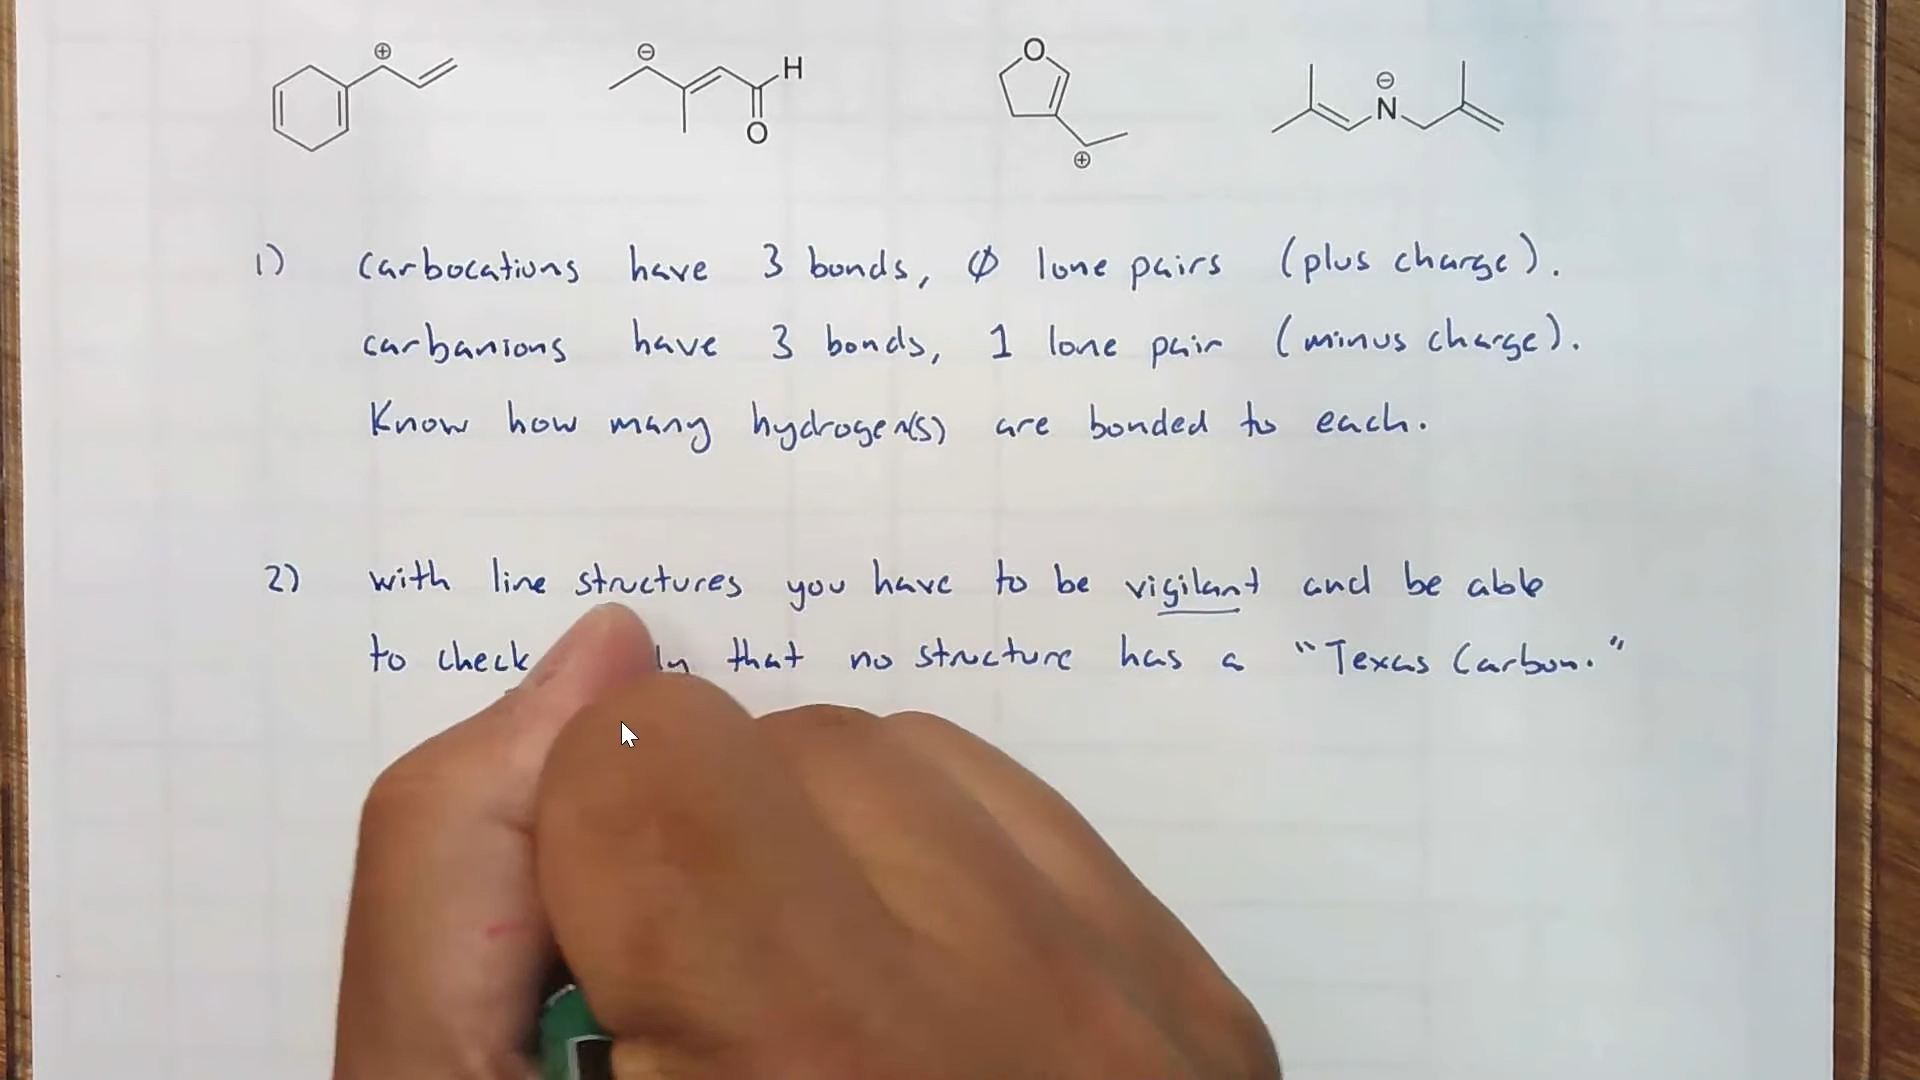 ⊕ ⊖ H O O ⊕ ⊖ N
1) carbocations have 3 bonds, ∅ lone pairs (plus charge).
carbanions have 3 bonds, 1 lone pair (minus charge).
Know how many hydrogen(s) are bonded to each.
2) with line structures you have to be vigilant and be able
to check that no structure has a "Texas Carbon."